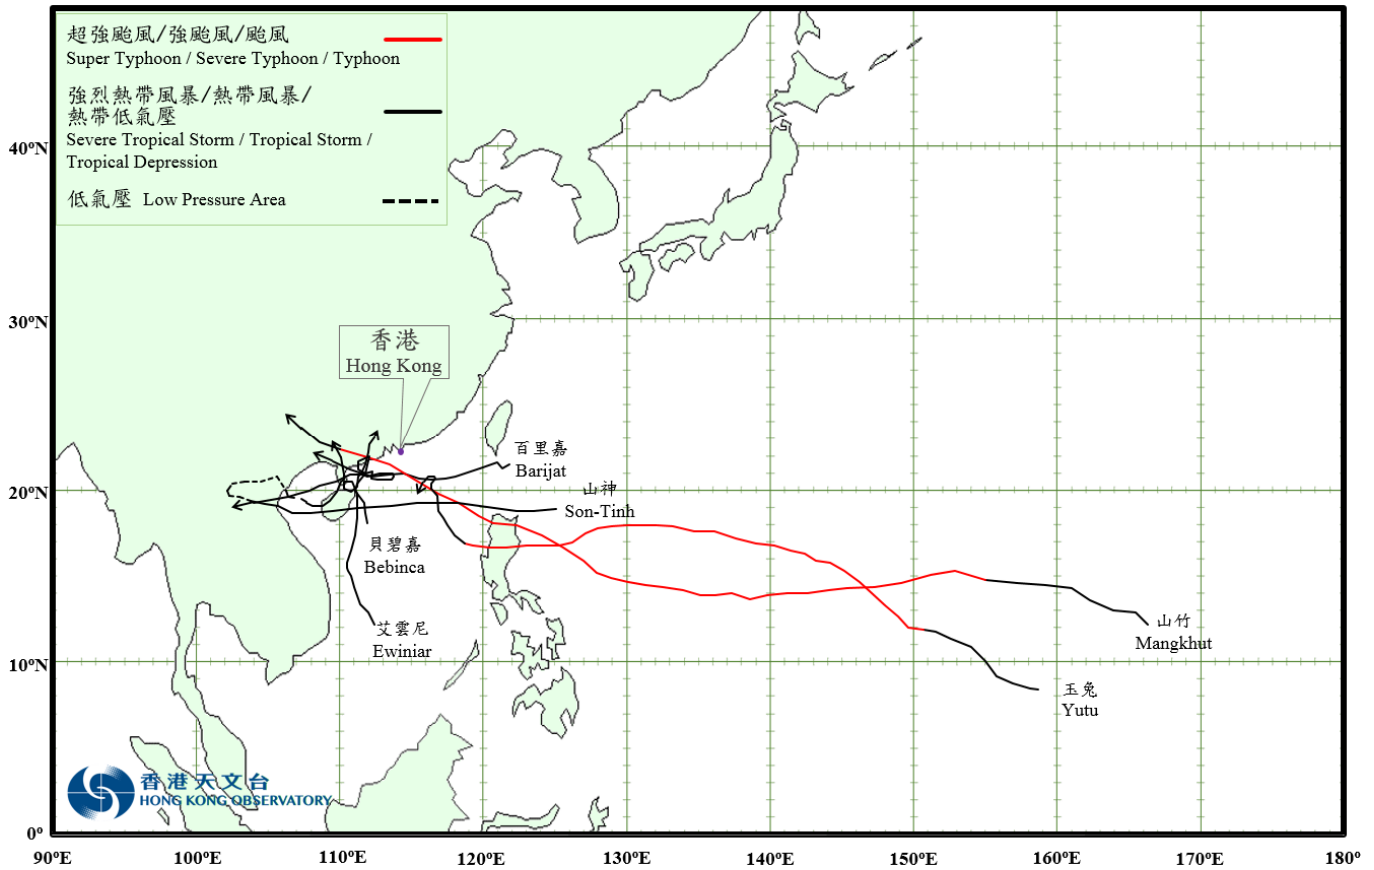 超強颱風/強颱風/颱風
Super Typhoon / Severe Typhoon / Typhoon
強烈熱帶風暴/熱帶風暴/
熱帶低氣壓
Severe Tropical Storm / Tropical Storm /
Tropical Depression
低氣壓 Low Pressure Area
40ºN
30ºN
香港
Hong Kong
百里嘉
Barijat
20ºN
山神
Son-Tinh
貝碧嘉
Bebinca
艾雲尼
Ewiniar
山竹
Mangkhut
10ºN
玉兔
Yutu
香港天文台
HONG KONG OBSERVATORY
0º
90ºE 100ºE 110ºE 120ºE 130ºE 140ºE 150ºE 160ºE 170ºE 180º